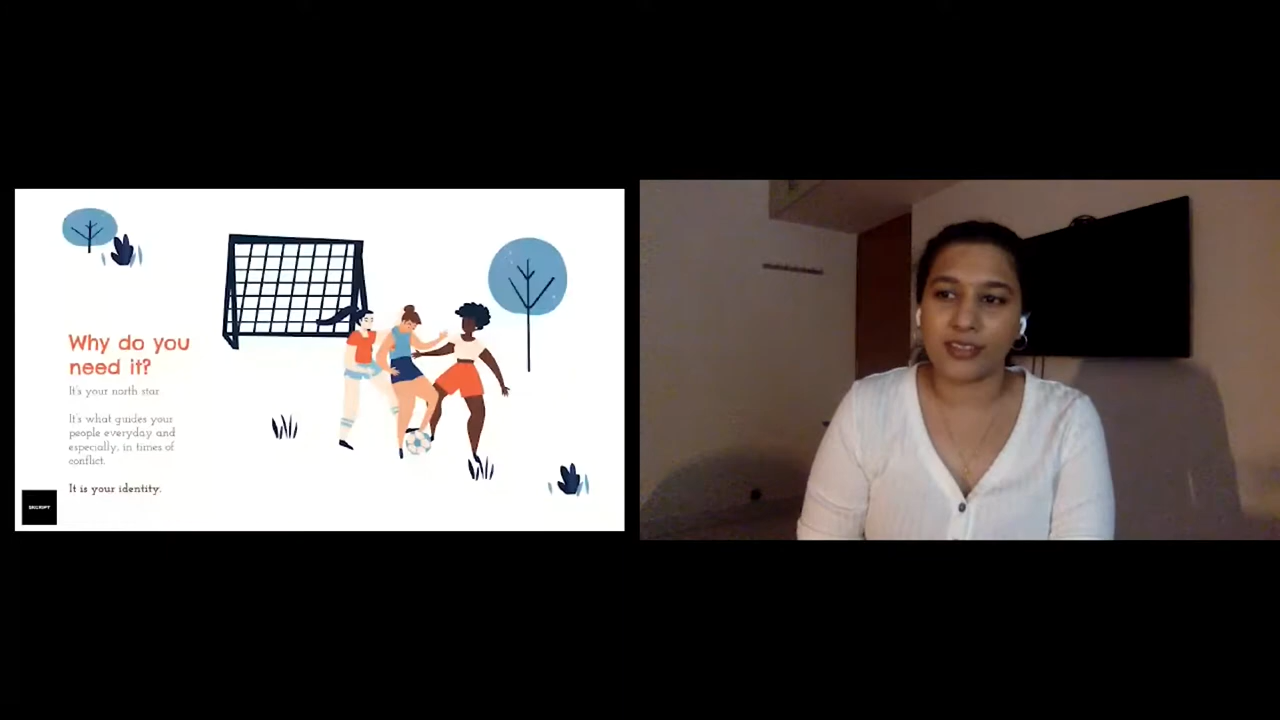 Why do you
need it?
It's your north star.
It's what guides your
people everyday and
especially, in times of
conflict.
It is your identity.